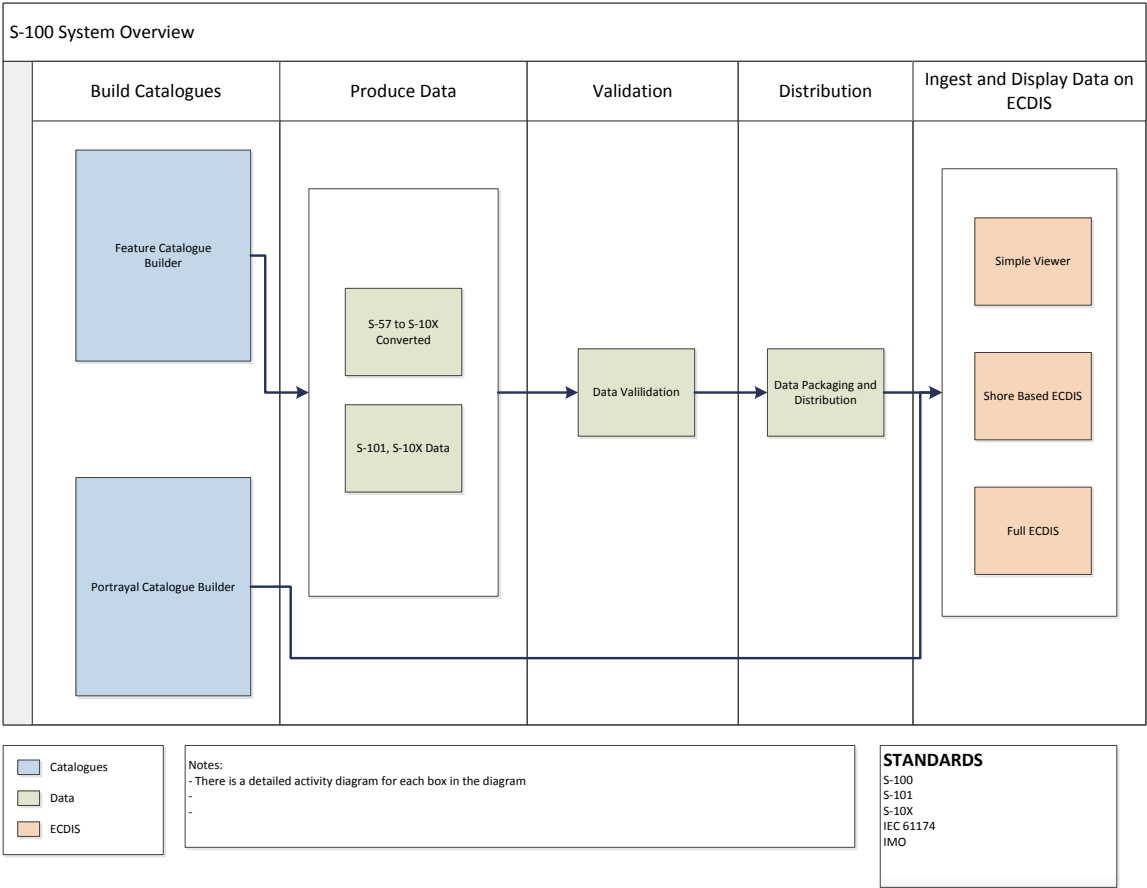 S-100 System Overview
Build Catalogues
Produce Data
Validation
Distribution
Ingest and Display Data on
ECDIS
Feature Catalogue
Builder
Portrayal Catalogue Builder
S-57 to S-10X
Converted
S-101, S-10X Data
Data Valilidation
Data Packaging and
Distribution
Simple Viewer
Shore Based ECDIS
Full ECDIS
Catalogues
Data
ECDIS
Notes:
- There is a detailed activity diagram for each box in the diagram
-
-
STANDARDS
S-100
S-101
S-10X
IEC 61174
IMO